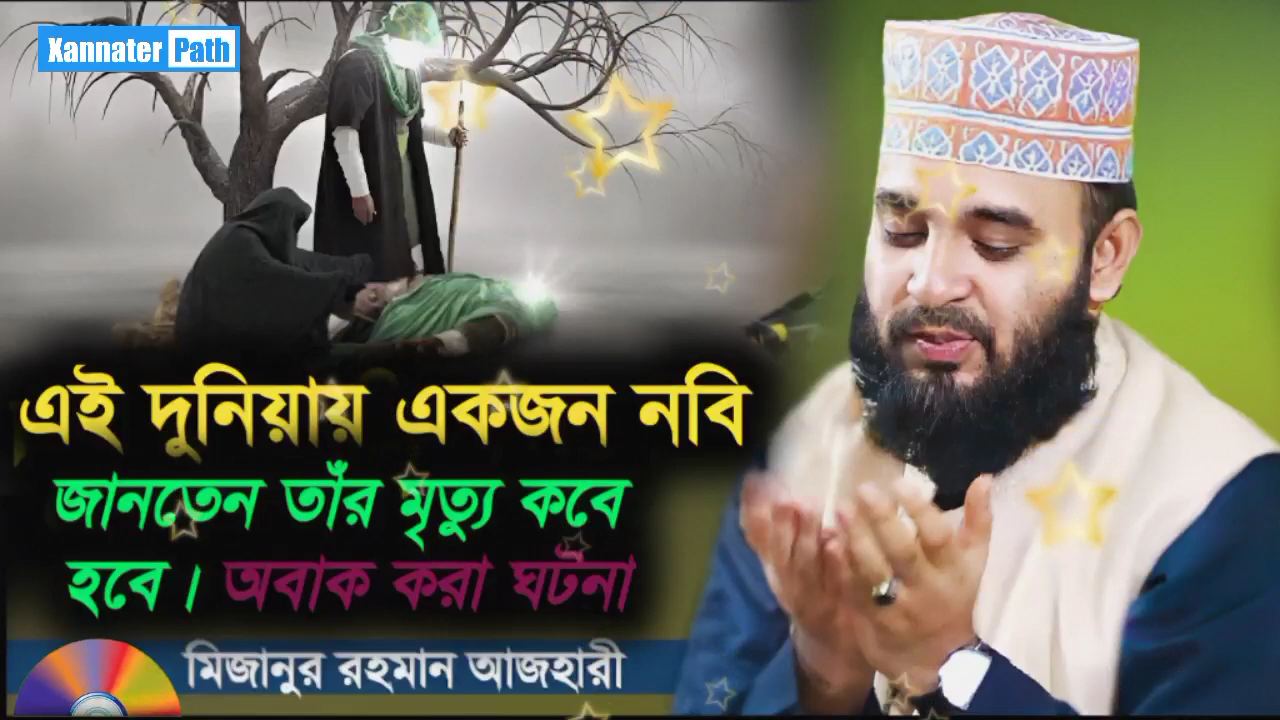 Xannater Path
এই দুনিয়ায় একজন নবি
জানতেন তাঁর মৃত্যু কবে
হবে। অবাক করা ঘটনা
মিজানুর রহমান আজহারী